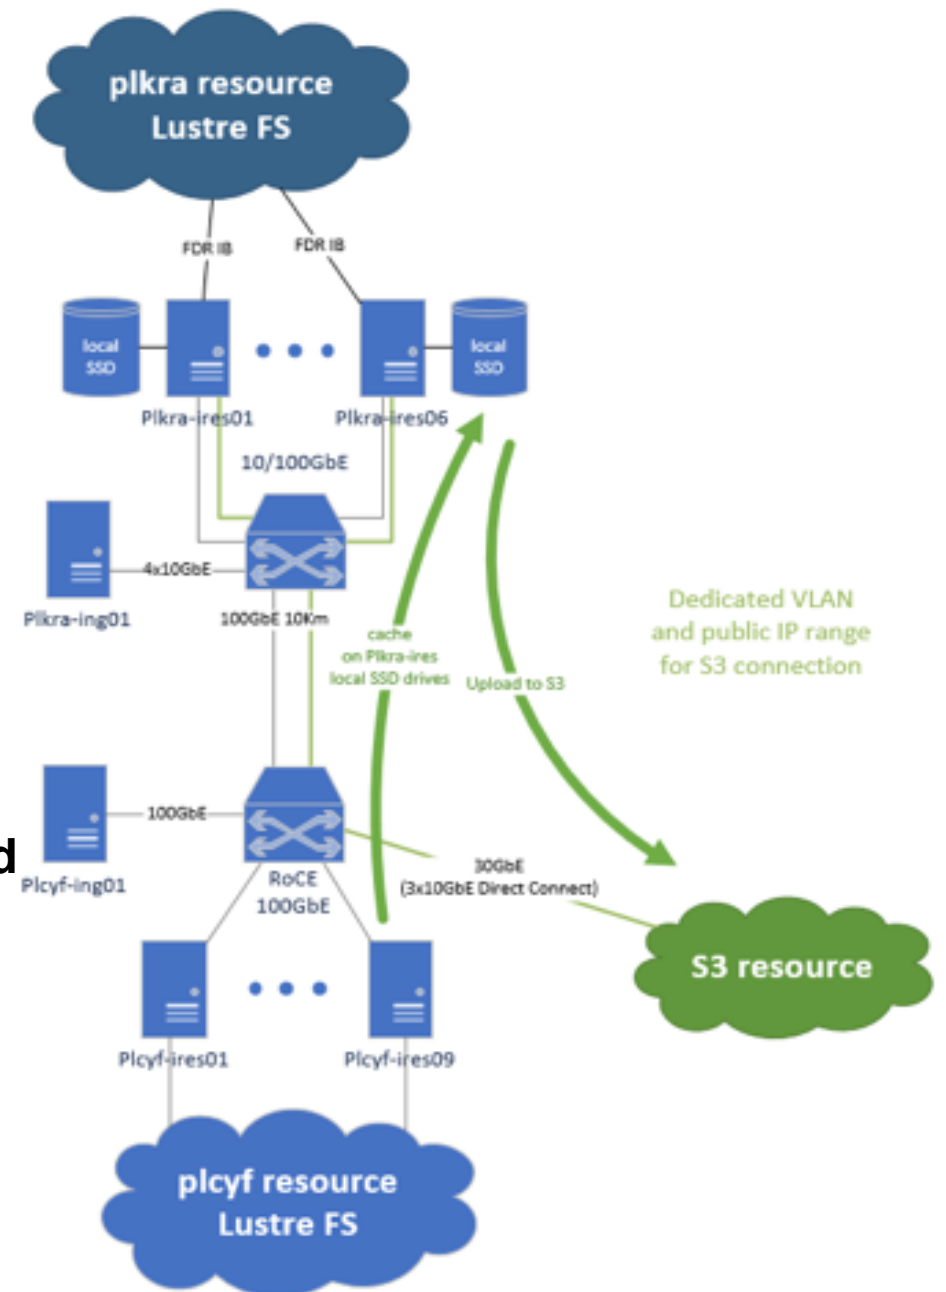 plkra resource
Lustre FS
FDR IB
FDR IB
local
SSD
local
SSD
Plkra-ires01
Plkra-ires06
10/100GbE
4x10GbE
Plkra-ing01
100GbE 10Km
cache
on Plkra-ires
local SSD drives
Upload to S3
Dedicated VLAN
and public IP range
for S3 connection
100GbE
d
Plcyf-ing01
RoCE
100GbE
30GbE
(3x10GbE Direct Connect)
S3 resource
Plcyf-ires01
Plcyf-ires09
plcyf resource
Lustre FS